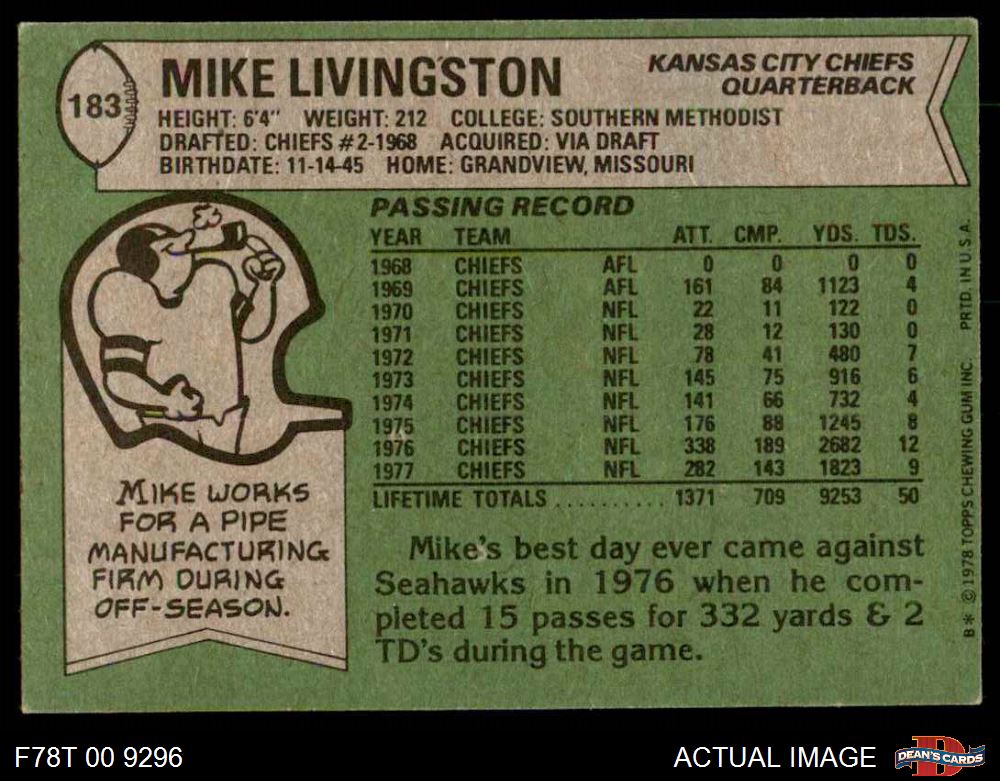 183
MIKE LIVINGSTON
KANSAS CITY CHIEFS
QUARTERBACK
HEIGHT: 6'4" WEIGHT: 212 COLLEGE: SOUTHERN METHODIST
DRAFTED: CHIEFS #2-1968 ACQUIRED: VIA DRAFT
BIRTHDATE: 11-14-45 HOME: GRANDVIEW, MISSOURI
PASSING RECORD
YEAR TEAM ATT. CMP. YDS. TDS.
1968 CHIEFS AFL 0 0 0 0
1969 CHIEFS AFL 161 84 1123 4
1970 CHIEFS NFL 22 11 122 0
1971 CHIEFS NFL 28 12 130 0
1972 CHIEFS NFL 78 41 480 7
1973 CHIEFS NFL 145 75 916 6
1974 CHIEFS NFL 141 66 732 4
1975 CHIEFS NFL 176 88 1245 8
1976 CHIEFS NFL 338 189 2682 12
1977 CHIEFS NFL 282 143 1823 9
LIFETIME TOTALS .......... 1371 709 9253 50
MIKE WORKS
FOR A PIPE
MANUFACTURING
FIRM DURING
OFF-SEASON.
Mike's best day ever came against
Seahawks in 1976 when he com-
pleted 15 passes for 332 yards & 2
TD's during the game.
B* © 1978 TOPPS CHEWING GUM INC. PRTD. IN U.S.A.
F78T 00 9296
ACTUAL IMAGE
D
DEAN'S CARDS